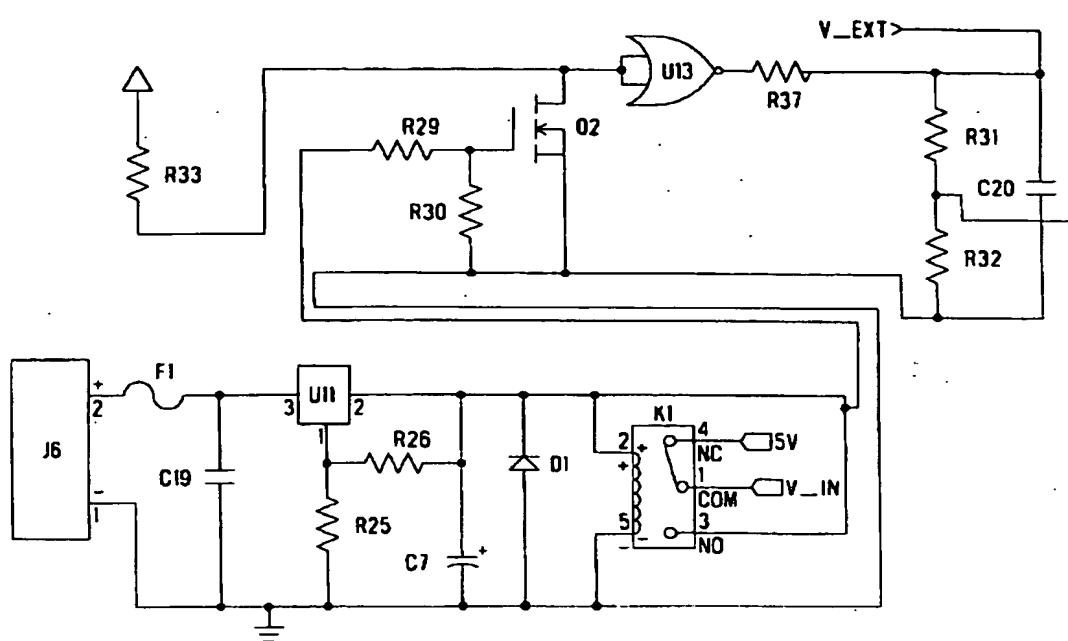 V_EXT
U13
R37
R29
Q2
R31
R33
C20
R30
R32
F1
+
2
3
U11
2
K1
J6
1
R26
2
+
4
5V
NC
C19
+
D1
1
V_IN
COM
-
1
R25
C7
+
5
-
3
-
NO